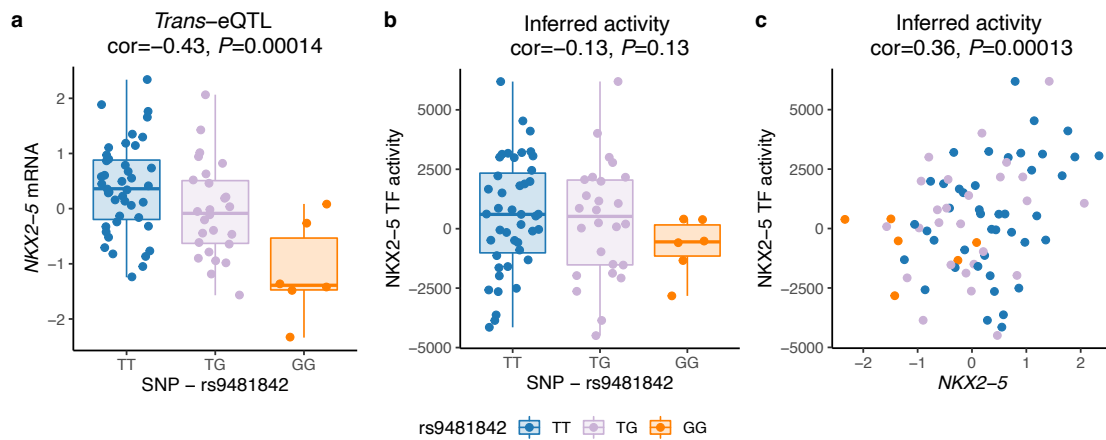 a
Trans−eQTL
cor=−0.43, P=0.00014
NKX2−5 mRNA
2
1
0
−1
−2
TT
TG
GG
SNP − rs9481842
b
Inferred activity
cor=−0.13, P=0.13
NKX2−5 TF activity
5000
2500
0
−2500
−5000
TT
TG
GG
SNP − rs9481842
c
Inferred activity
cor=0.36, P=0.00013
NKX2−5 TF activity
5000
2500
0
−2500
−5000
−2
−1
0
1
2
NKX2−5
rs9481842
TT
TG
GG